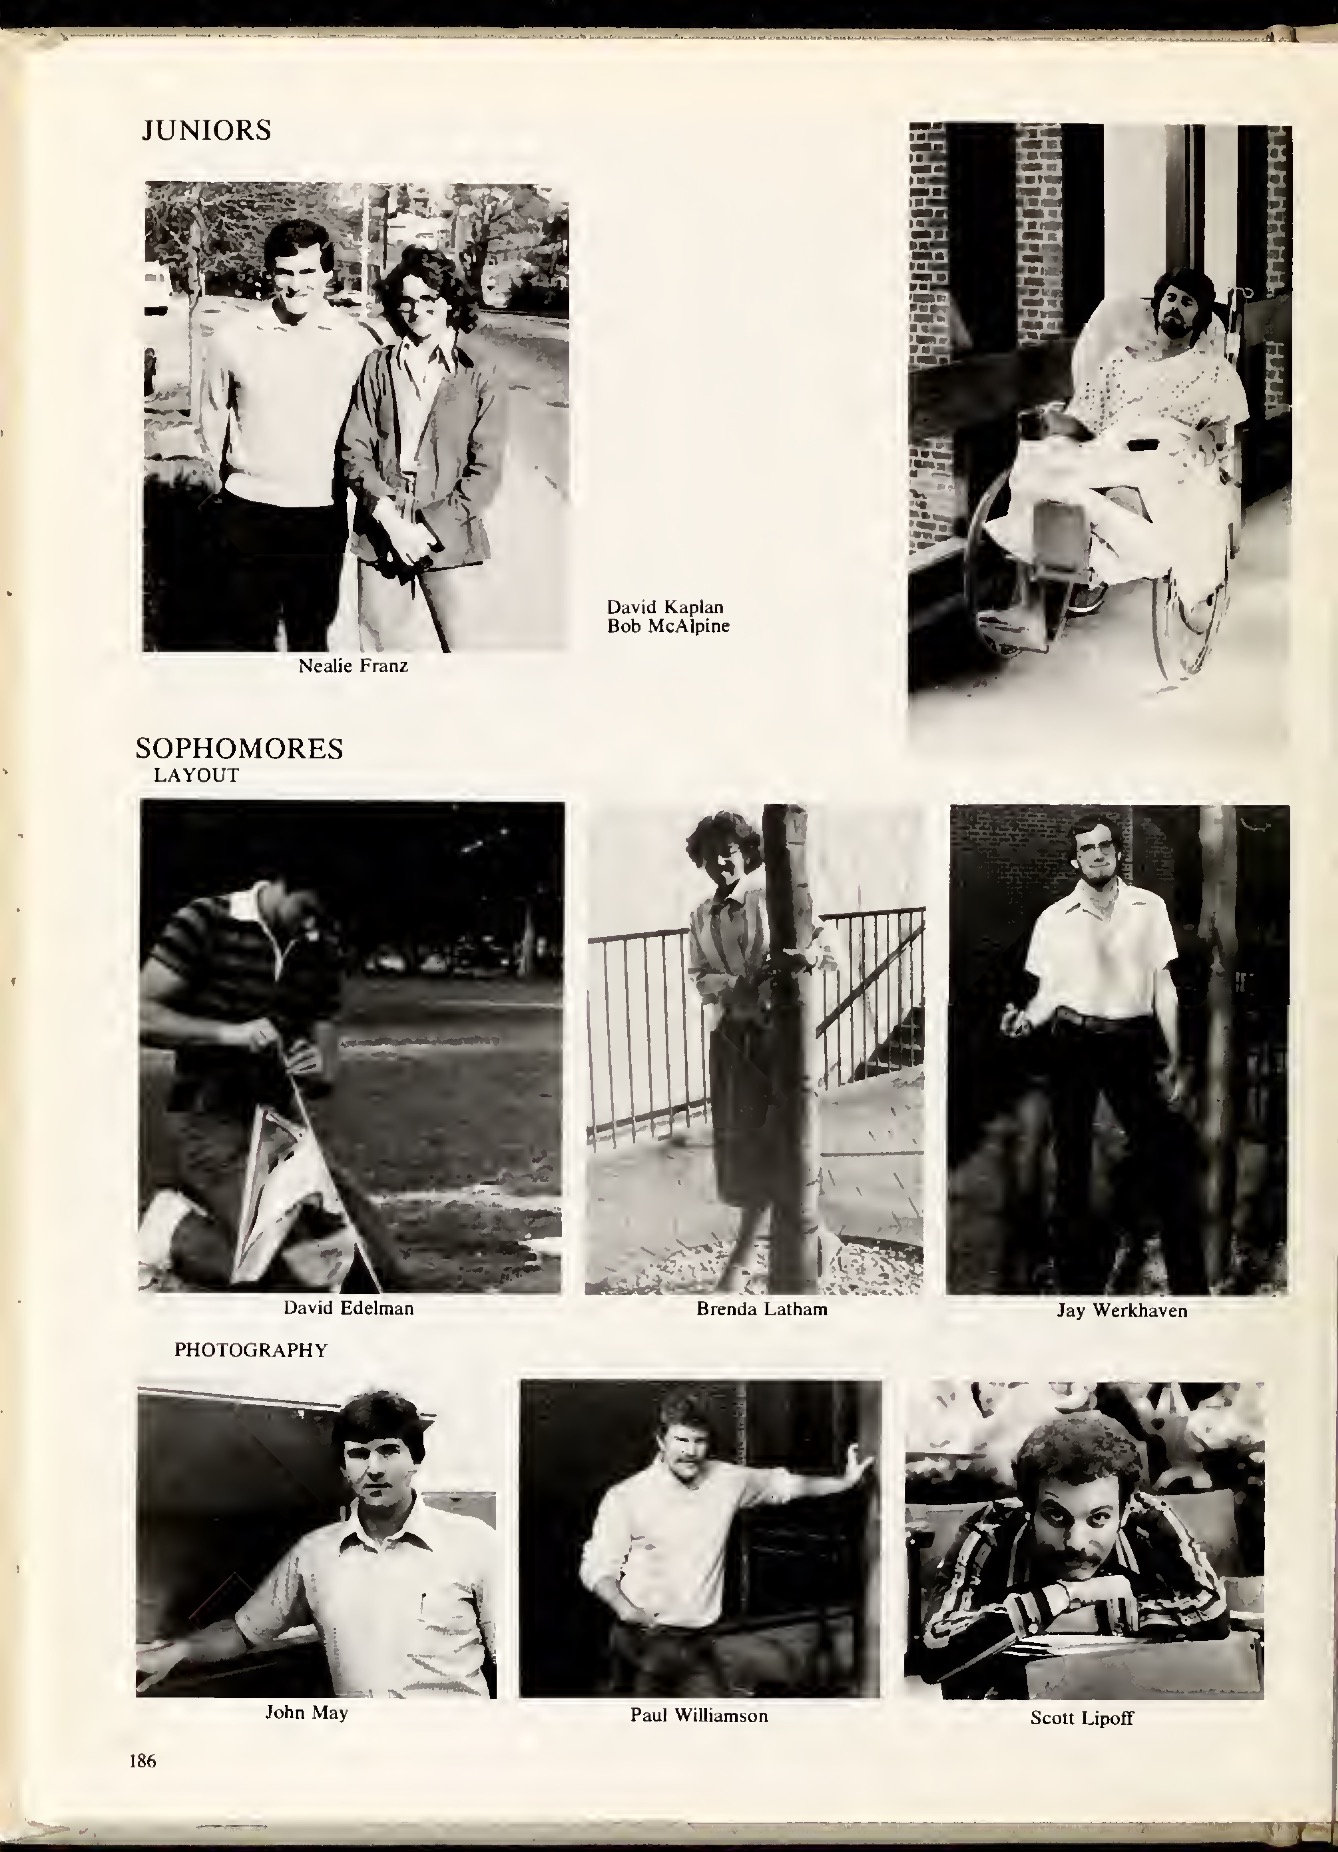 JUNIORS
Nealie Franz
David Kaplan
Bob McAlpine
SOPHOMORES
LAYOUT
David Edelman
Brenda Latham
Jay Werkhaven
PHOTOGRAPHY
John May
Paul Williamson
Scott Lipoff
186